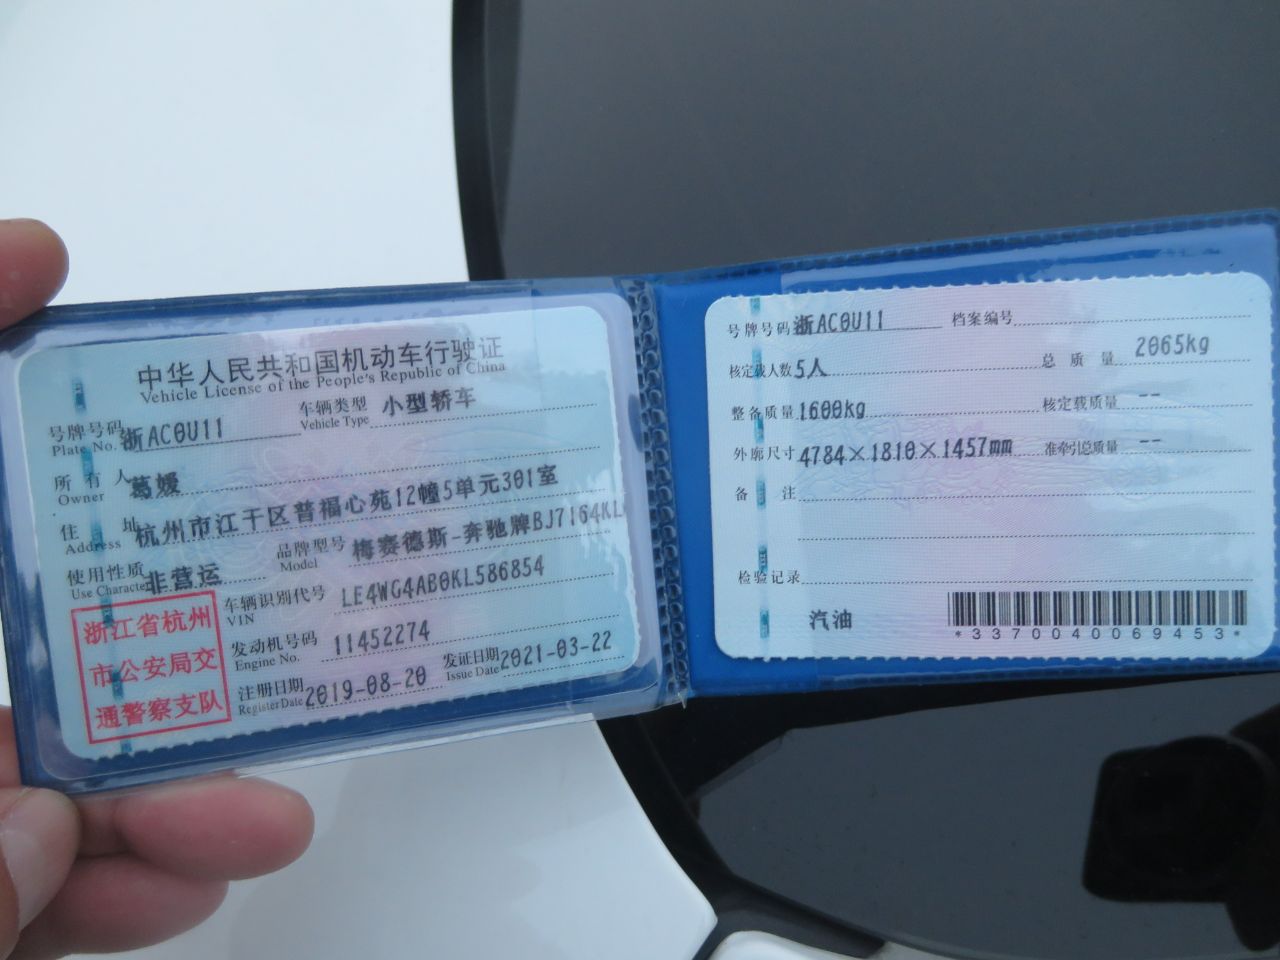 中华人民共和国机动车行驶证
Vehicle License of the People's Republic of China
号牌号码 浙AC0U11 车辆类型 小型轿车
Plate No. Vehicle Type
所有人 葛嫒
Owner
住址 杭州市江干区普福心苑12幢5单元301室
Address
使用性质 非营运 品牌型号 梅赛德斯-奔驰牌BJ7164KL
Use Character Model
车辆识别代号 LE4WG4AB0KL586854
VIN
发动机号码 11452274
Engine No.
注册日期 2019-08-20 发证日期 2021-03-22
Register Date Issue Date
浙江省杭州
市公安局交
通警察支队
号牌号码 浙AC0U11 档案编号
核定载人数 5人 总质量 2065kg
整备质量 1600kg 核定载质量 --
外廓尺寸 4784×1810×1457mm 准牵引总质量 --
备注
检验记录
汽油
*3370040069453*